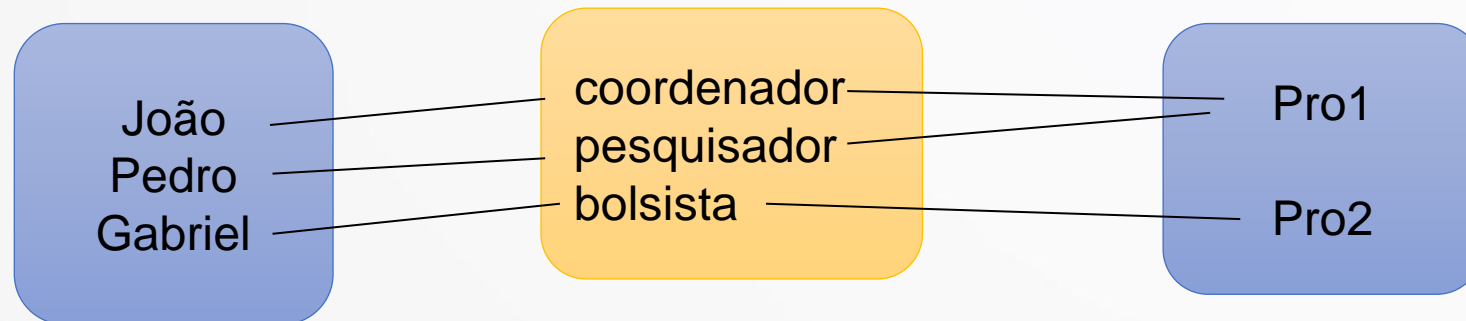 João
Pedro
Gabriel
coordenador
pesquisador
bolsista
Pro1
Pro2